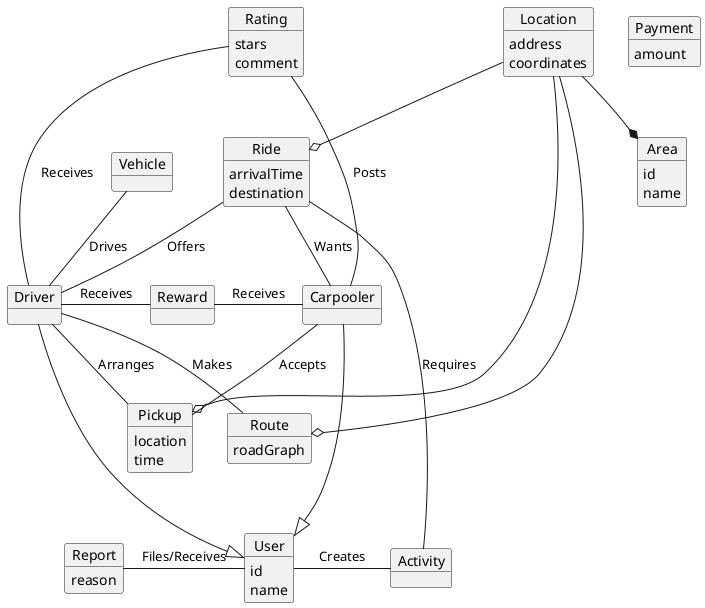 Rating
stars
comment
Location
address
coordinates
Payment
amount
Vehicle
Ride
arrivalTime
destination
Area
id
name
Receives
Posts
Drives
Offers
Wants
Driver
Receives
Reward
Receives
Carpooler
Arranges
Makes
Accepts
Requires
Pickup
location
time
Route
roadGraph
Report
reason
Files/Receives
User
id
name
Creates
Activity